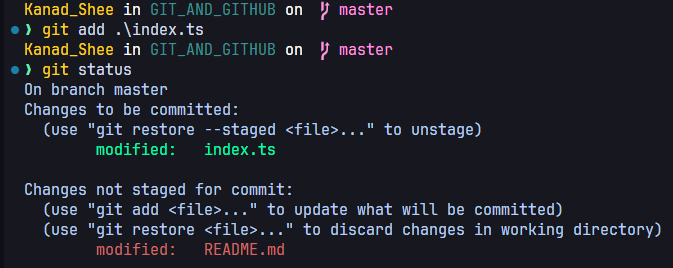 Kanad_Shee in GIT_AND_GITHUB on master
❯ git add .\index.ts
Kanad_Shee in GIT_AND_GITHUB on master
❯ git status
On branch master
Changes to be committed:
  (use "git restore --staged <file>..." to unstage)
        modified:   index.ts

Changes not staged for commit:
  (use "git add <file>..." to update what will be committed)
  (use "git restore <file>..." to discard changes in working directory)
        modified:   README.md